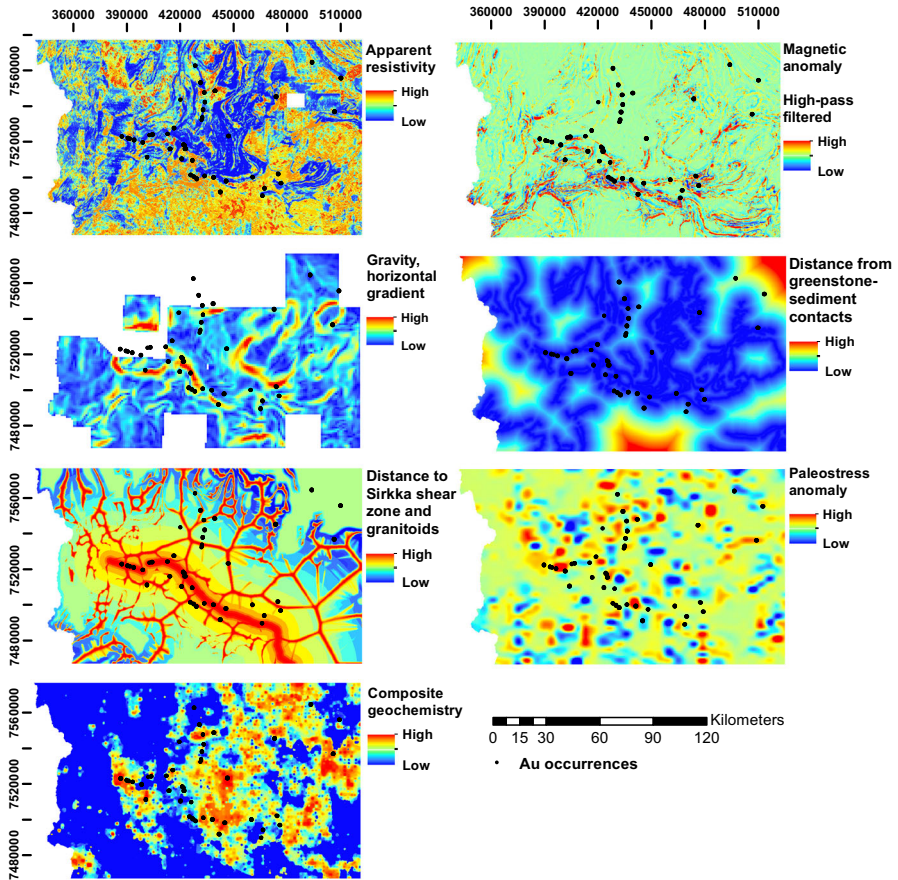 360000 390000 420000 450000 480000 510000
360000 390000 420000 450000 480000 510000
7560000
7520000
7480000
Apparent
resistivity
High
Low
Magnetic
anomaly
High-pass
filtered
High
Low
7560000
7520000
7480000
Gravity,
horizontal
gradient
High
Low
Distance from
greenstone-
sediment
contacts
High
Low
7560000
7520000
7480000
Distance to
Sirkka shear
zone and
granitoids
High
Low
Paleostress
anomaly
High
Low
7560000
7520000
7480000
Composite
geochemistry
High
Low
Kilometers
0 15 30 60 90 120
Au occurrences